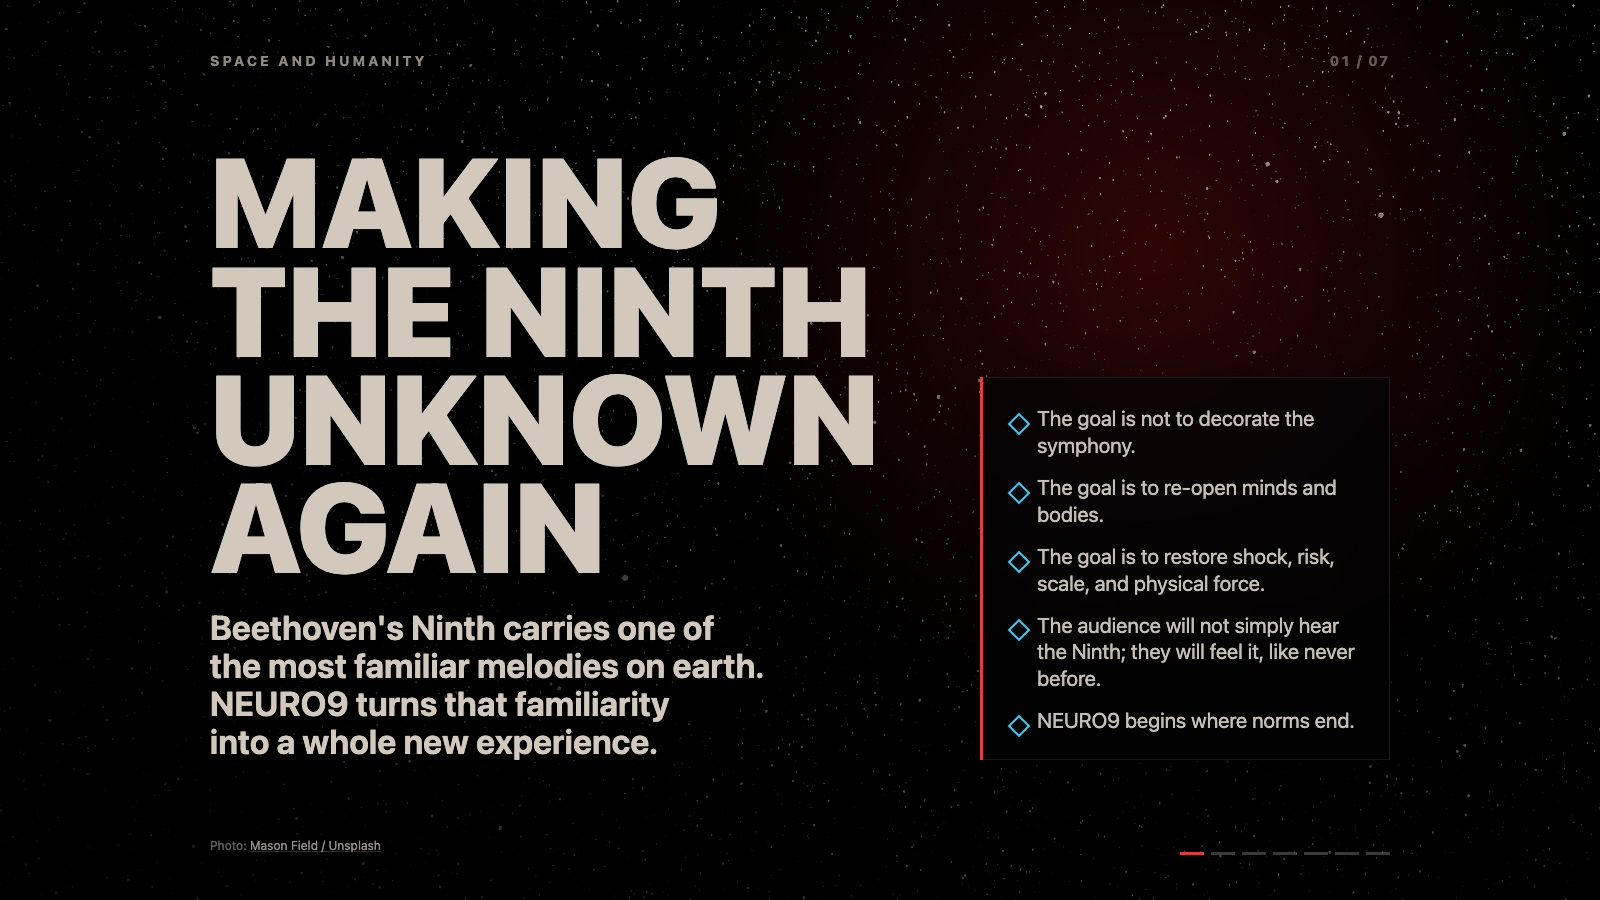 SPACE AND HUMANITY
01 / 07
MAKING
THE NINTH
UNKNOWN
AGAIN
Beethoven's Ninth carries one of
the most familiar melodies on earth.
NEURO9 turns that familiarity
into a whole new experience.
The goal is not to decorate the
symphony.
The goal is to re-open minds and
bodies.
The goal is to restore shock, risk,
scale, and physical force.
The audience will not simply hear
the Ninth; they will feel it, like never
before.
NEURO9 begins where norms end.
Photo: Mason Field / Unsplash